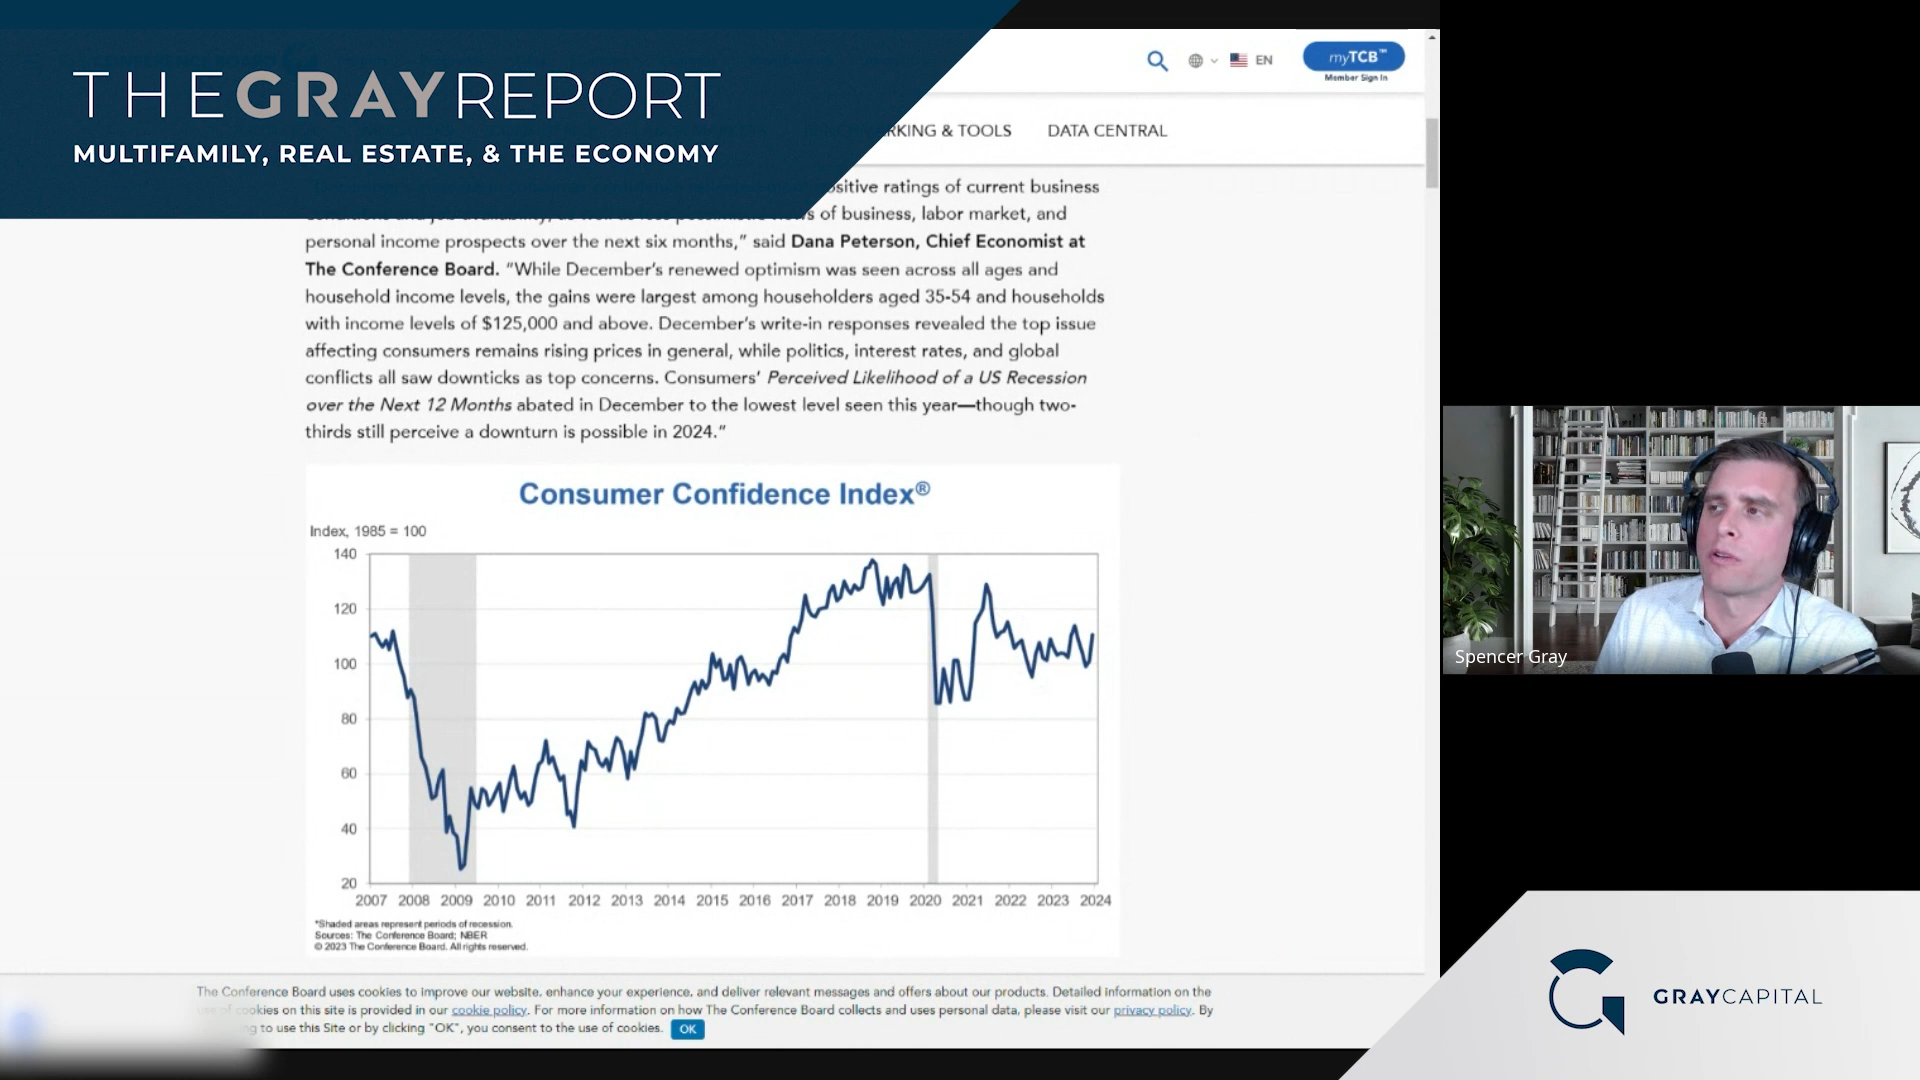 THEGRAYREPORT
MULTIFAMILY, REAL ESTATE, & THE ECONOMY
EN
myTCB™
Member Sign In
RKING & TOOLS
DATA CENTRAL
ositive ratings of current business
of business, labor market, and
personal income prospects over the next six months,” said Dana Peterson, Chief Economist at
The Conference Board. “While December’s renewed optimism was seen across all ages and
household income levels, the gains were largest among householders aged 35-54 and households
with income levels of $125,000 and above. December’s write-in responses revealed the top issue
affecting consumers remains rising prices in general, while politics, interest rates, and global
conflicts all saw downticks as top concerns. Consumers’ Perceived Likelihood of a US Recession
over the Next 12 Months abated in December to the lowest level seen this year—though two-
thirds still perceive a downturn is possible in 2024.”
Consumer Confidence Index®
Index, 1985 = 100
140
120
100
80
60
40
20
2007 2008 2009 2010 2011 2012 2013 2014 2015 2016 2017 2018 2019 2020 2021 2022 2023 2024
*Shaded areas represent periods of recession.
Sources: The Conference Board; NBER
© 2023 The Conference Board. All rights reserved.
Spencer Gray
The Conference Board uses cookies to improve our website, enhance your experience, and deliver relevant messages and offers about our products. Detailed information on the
cookies on this site is provided in our cookie policy. For more information on how The Conference Board collects and uses personal data, please visit our privacy policy. By
to use this Site or by clicking "OK", you consent to the use of cookies. OK
GRAYCAPITAL